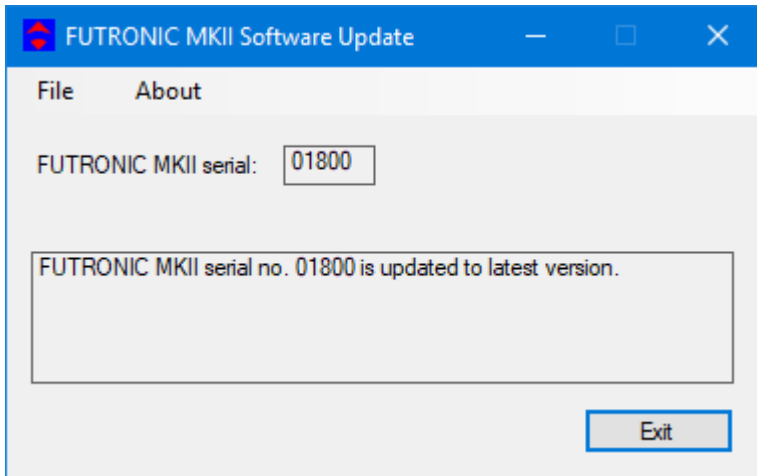 FUTRONIC MKII Software Update
File About
FUTRONIC MKII serial: 01800
FUTRONIC MKII serial no. 01800 is updated to latest version.
Exit